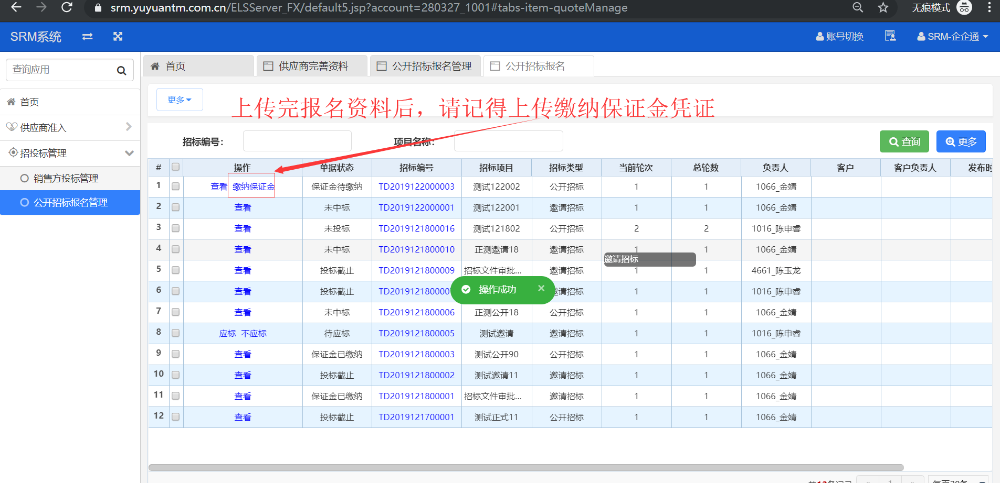 srm.yuyuantm.com.cn/ELSServer_FX/default5.jsp?account=280327_1001#tabs-item-quoteManage 无痕模式
SRM系统 账号切换 SRM-企企通
查询应用
首页
供应商准入
招投标管理
销售方投标管理
公开招标报名管理
首页 供应商完善资料 公开招标报名管理 公开招标报名
更多
上传完报名资料后，请记得上传缴纳保证金凭证
招标编号： 项目名称： 查询 更多
# 操作 单据状态 招标编号 招标项目 招标类型 当前轮次 总轮数 负责人 客户 客户负责人 发布时
1 查看 缴纳保证金 保证金待缴纳 TD2019122000003 测试122002 公开招标 1 1 1066_金婧
2 查看 未中标 TD2019122000001 测试122001 邀请招标 1 1 1066_金婧
3 查看 未投标 TD2019121800016 测试121802 公开招标 2 2 1016_陈申睿
4 查看 未中标 TD2019121800010 正测邀请18 邀请招标 1 1 1066_金婧
邀请招标
5 查看 投标截止 TD2019121800009 招标文件审批... 邀请招标 1 1 4661_陈玉龙
6 查看 投标截止 TD201912180000 邀请招标 1 1 1016_陈申睿
操作成功 ×
7 查看 未中标 TD2019121800006 正测公开18 公开招标 1 1 1066_金婧
8 应标 不应标 待应标 TD2019121800005 测试邀请 邀请招标 1 1 1016_陈申睿
9 查看 保证金已缴纳 TD2019121800003 测试公开90 公开招标 1 1 1066_金婧
10 查看 投标截止 TD2019121800002 测试邀请11 邀请招标 1 1 1066_金婧
11 查看 保证金已缴纳 TD2019121800001 招标文件审批... 邀请招标 1 1 1066_金婧
12 查看 投标截止 TD2019121700001 测试正式11 公开招标 1 1 1066_金婧